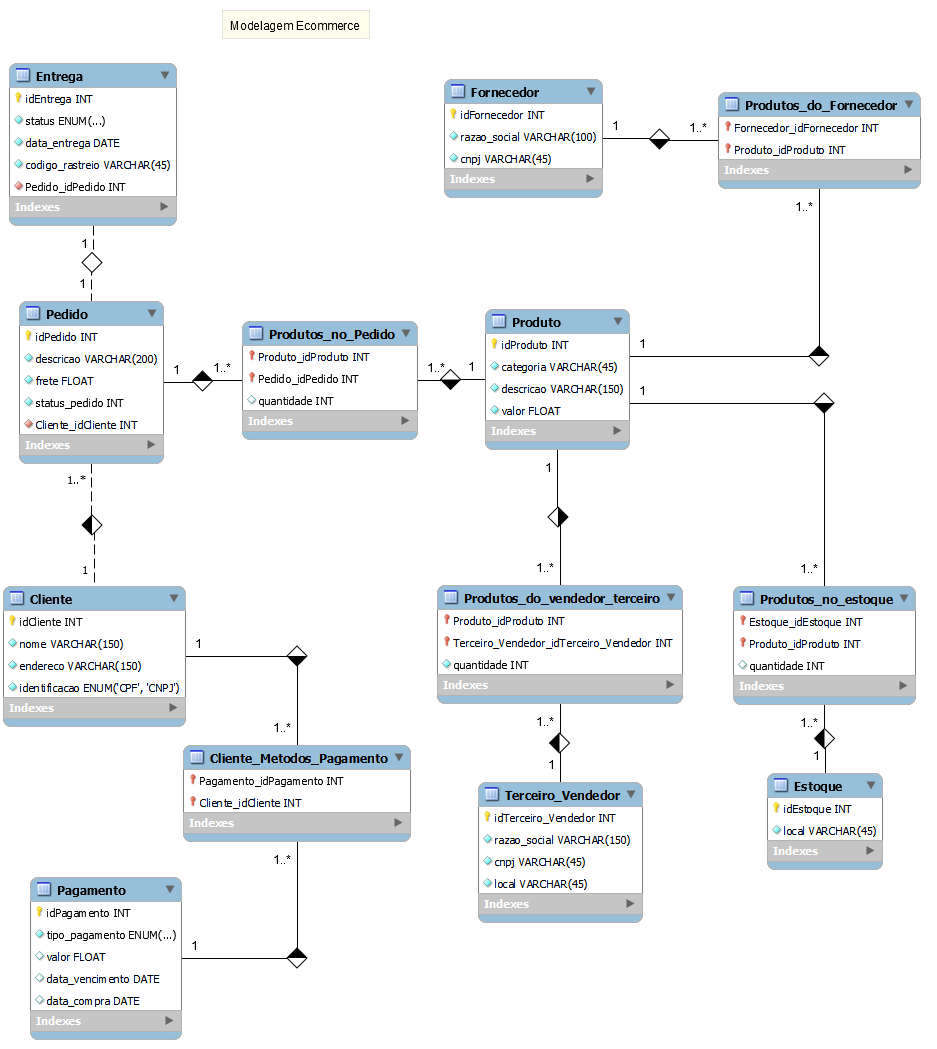 Modelagem Ecommerce
Entrega
idEntrega INT
status ENUM(...)
data_entrega DATE
codigo_rastreio VARCHAR(45)
Pedido_idPedido INT
Indexes
1
1
Fornecedor
idFornecedor INT
razao_social VARCHAR(100)
cnpj VARCHAR(45)
Indexes
1
1..*
Produtos_do_Fornecedor
Fornecedor_idFornecedor INT
Produto_idProduto INT
Indexes
1..*
Pedido
idPedido INT
descricao VARCHAR(200)
frete FLOAT
status_pedido INT
Cliente_idCliente INT
Indexes
1
1..*
Produtos_no_Pedido
Produto_idProduto INT
Pedido_idPedido INT
quantidade INT
Indexes
1..*
1
Produto
idProduto INT
categoria VARCHAR(45)
descricao VARCHAR(150)
valor FLOAT
Indexes
1
1
1
1..*
1..*
1
1..*
Cliente
idCliente INT
nome VARCHAR(150)
endereco VARCHAR(150)
identificacao ENUM('CPF', 'CNPJ')
Indexes
1
1..*
Produtos_do_vendedor_terceiro
Produto_idProduto INT
Terceiro_Vendedor_idTerceiro_Vendedor INT
quantidade INT
Indexes
1..*
1
Produtos_no_estoque
Estoque_idEstoque INT
Produto_idProduto INT
quantidade INT
Indexes
1..*
1
Cliente_Metodos_Pagamento
Pagamento_idPagamento INT
Cliente_idCliente INT
Indexes
1..*
Terceiro_Vendedor
idTerceiro_Vendedor INT
razao_social VARCHAR(150)
cnpj VARCHAR(45)
local VARCHAR(45)
Indexes
Estoque
idEstoque INT
local VARCHAR(45)
Indexes
Pagamento
idPagamento INT
tipo_pagamento ENUM(...)
valor FLOAT
data_vencimento DATE
data_compra DATE
Indexes
1